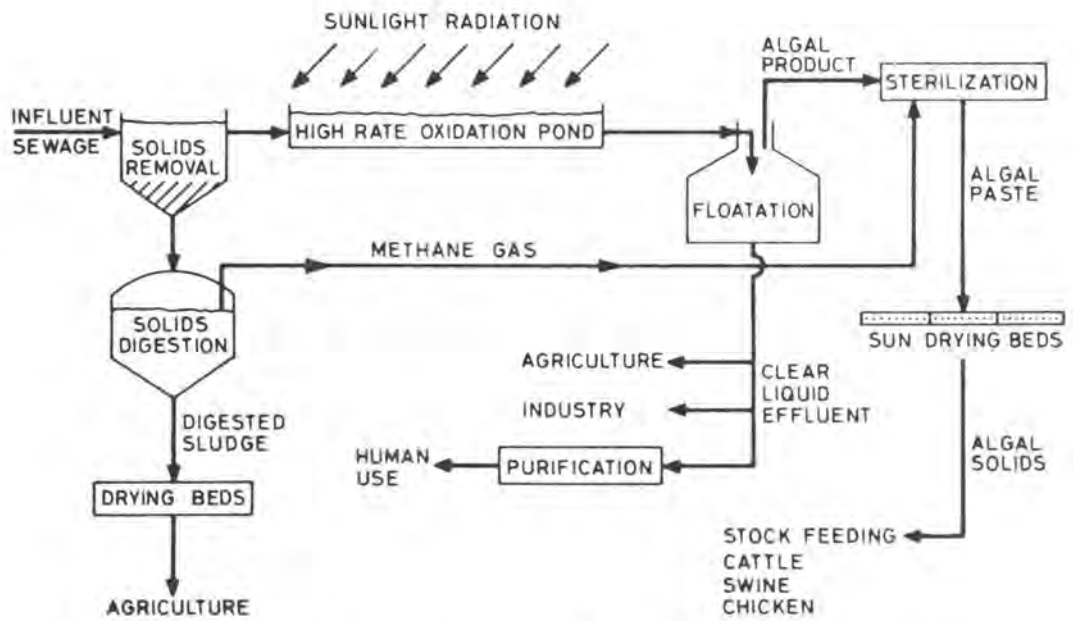 SUNLIGHT RADIATION
ALGAL
PRODUCT
STERILIZATION
INFLUENT
SEWAGE
SOLIDS
REMOVAL
HIGH RATE OXIDATION POND
ALGAL
PASTE
FLOATATION
METHANE GAS
SOLIDS
DIGESTION
SUN DRYING BEDS
AGRICULTURE
CLEAR
LIQUID
EFFLUENT
INDUSTRY
DIGESTED
SLUDGE
ALGAL
SOLIDS
HUMAN
USE
PURIFICATION
DRYING BEDS
STOCK FEEDING
CATTLE
SWINE
CHICKEN
AGRICULTURE